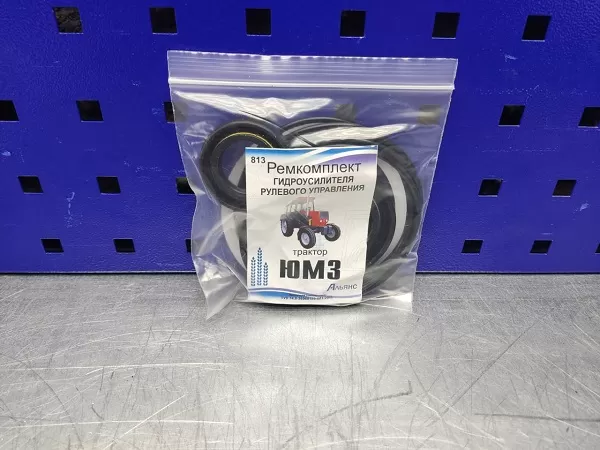 813
Ремкомплект
ГИДРОУСИЛИТЕЛЯ
РУЛЕВОГО УПРАВЛЕНИЯ
трактор
ЮМЗ
Альянс